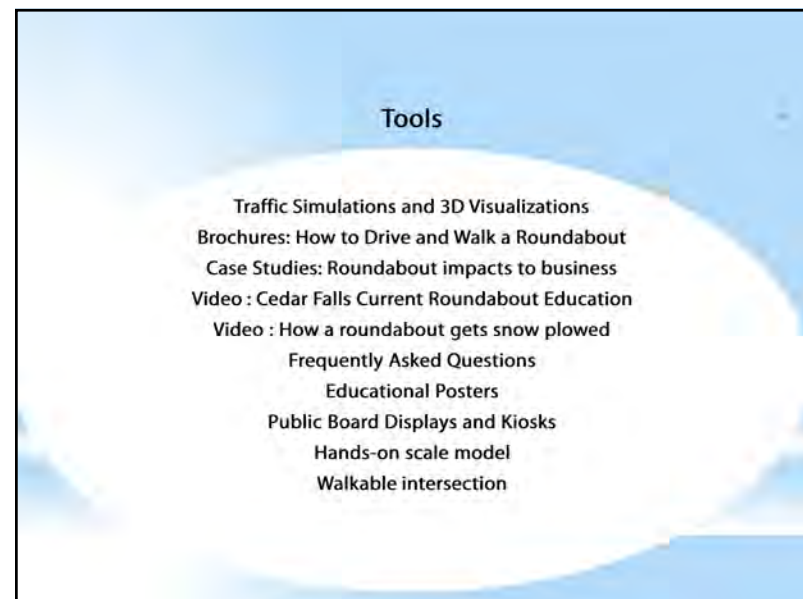 Tools
Traffic Simulations and 3D Visualizations
Brochures: How to Drive and Walk a Roundabout
Case Studies: Roundabout impacts to business
Video : Cedar Falls Current Roundabout Education
Video : How a roundabout gets snow plowed
Frequently Asked Questions
Educational Posters
Public Board Displays and Kiosks
Hands-on scale model
Walkable intersection